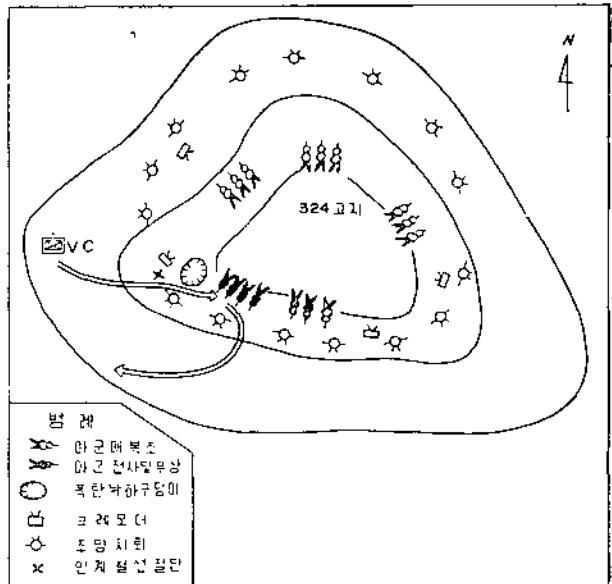 N
324고지
VC
범례
아군매복조
아군전사및부상
폭탄낙하구덩이
크레모더
조명지뢰
인계철선절단